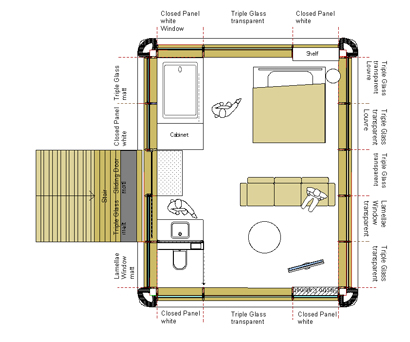 Closed Panel
white
Window
Triple Glass
transparent
Closed Panel
white
Shelf
Triple Glass
matt
Closed Panel
white
Sliding Door
matt
Triple Glass
matt
Lamellae
Window
matt
Stair
Cabinet
Triple Glass
transparent
Louvre
Triple Glass
transparent
Louvre
Triple Glass
transparent
Lamellae
Window
transparent
Triple Glass
transparent
Closed Panel
white
Triple Glass
transparent
Closed Panel
white